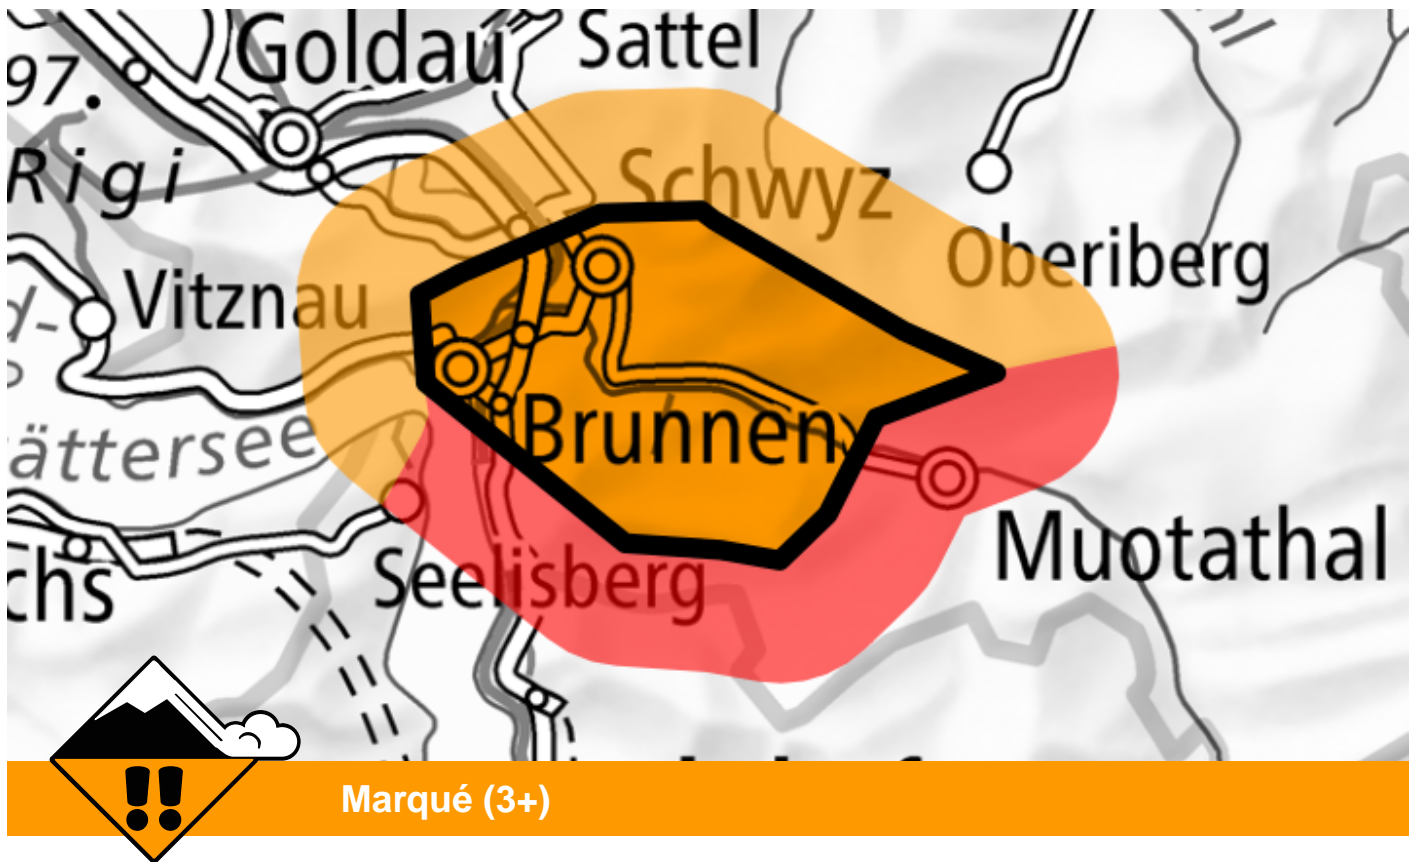 Goldau
Sattel
97.
Rigi
Schwyz
Oberiberg
Vitznau
d-
Brunnen
ättersee
Muotathal
Seelisberg
chs
Marqué (3+)